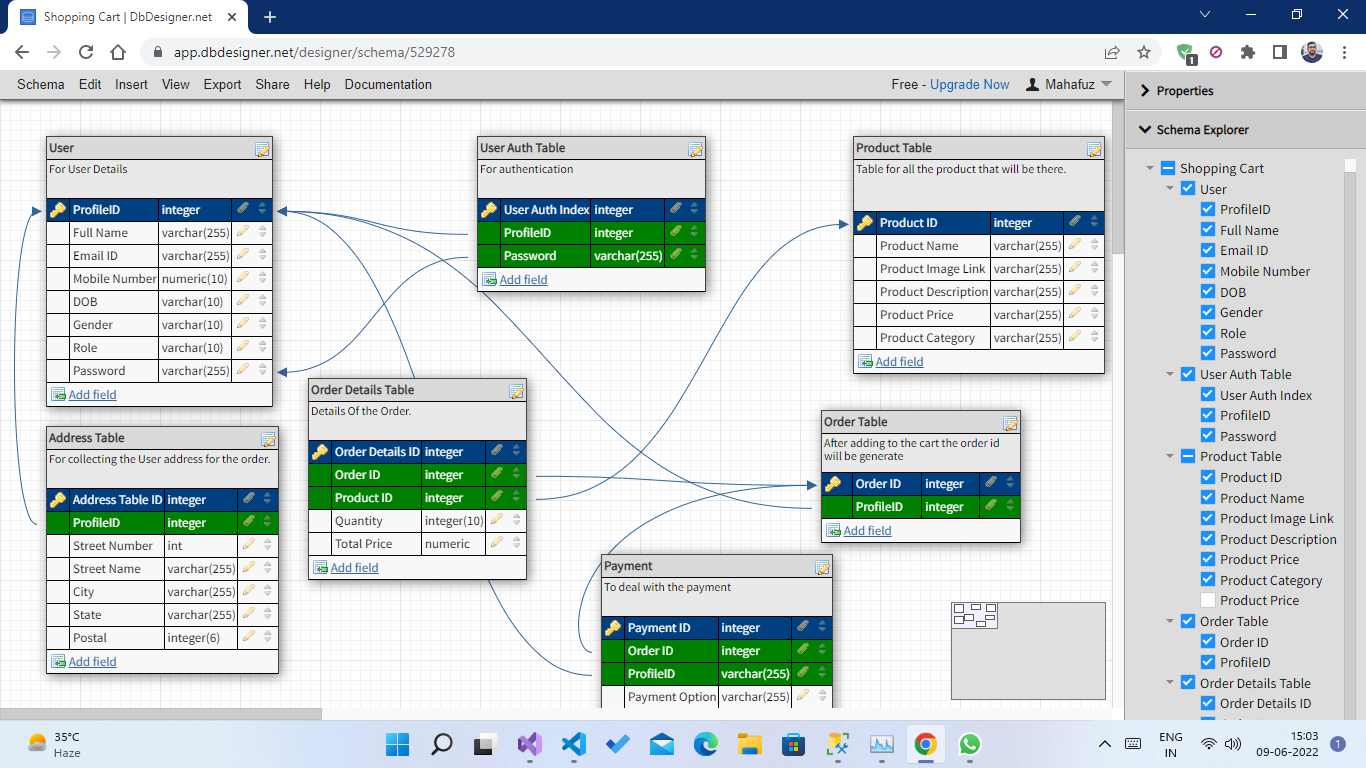 Shopping Cart | DbDesigner.net
app.dbdesigner.net/designer/schema/529278
1
Schema Edit Insert View Export Share Help Documentation
Free - Upgrade Now Mahafuz
User
For User Details
ProfileID integer
Full Name varchar(255)
Email ID varchar(255)
Mobile Number numeric(10)
DOB varchar(10)
Gender varchar(10)
Role varchar(10)
Password varchar(255)
Add field
User Auth Table
For authentication
User Auth Index integer
ProfileID integer
Password varchar(255)
Add field
Product Table
Table for all the product that will be there.
Product ID integer
Product Name varchar(255)
Product Image Link varchar(255)
Product Description varchar(255)
Product Price varchar(255)
Product Category varchar(255)
Add field
Order Details Table
Details Of the Order.
Order Details ID integer
Order ID integer
Product ID integer
Quantity integer(10)
Total Price numeric
Add field
Address Table
For collecting the User address for the order.
Address Table ID integer
ProfileID integer
Street Number int
Street Name varchar(255)
City varchar(255)
State varchar(255)
Postal integer(6)
Add field
Order Table
After adding to the cart the order id
will be generate
Order ID integer
ProfileID integer
Add field
Payment
To deal with the payment
Payment ID integer
Order ID integer
ProfileID varchar(255)
Payment Option varchar(255)
Properties
Schema Explorer
Shopping Cart
User
ProfileID
Full Name
Email ID
Mobile Number
DOB
Gender
Role
Password
User Auth Table
User Auth Index
ProfileID
Password
Product Table
Product ID
Product Name
Product Image Link
Product Description
Product Price
Product Category
Product Price
Order Table
Order ID
ProfileID
Order Details Table
Order Details ID
35°C
Haze
ENG
IN
15:03
09-06-2022
1